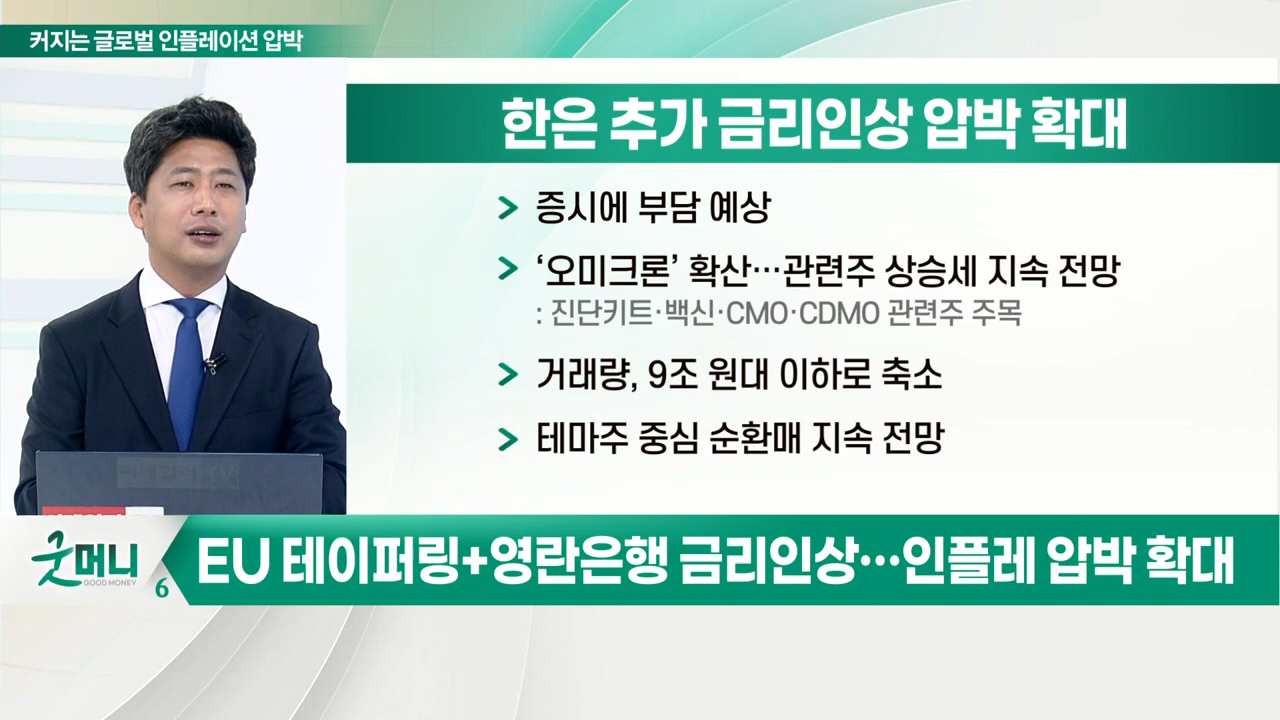 커지는 글로벌 인플레이션 압박
한은 추가 금리인상 압박 확대
> 증시에 부담 예상
> ‘오미크론’ 확산…관련주 상승세 지속 전망
: 진단키트·백신·CMO·CDMO 관련주 주목
> 거래량, 9조 원대 이하로 축소
> 테마주 중심 순환매 지속 전망
이데일리 TV
굿머니
GOOD MONEY
6
EU 테이퍼링+영란은행 금리인상…인플레 압박 확대